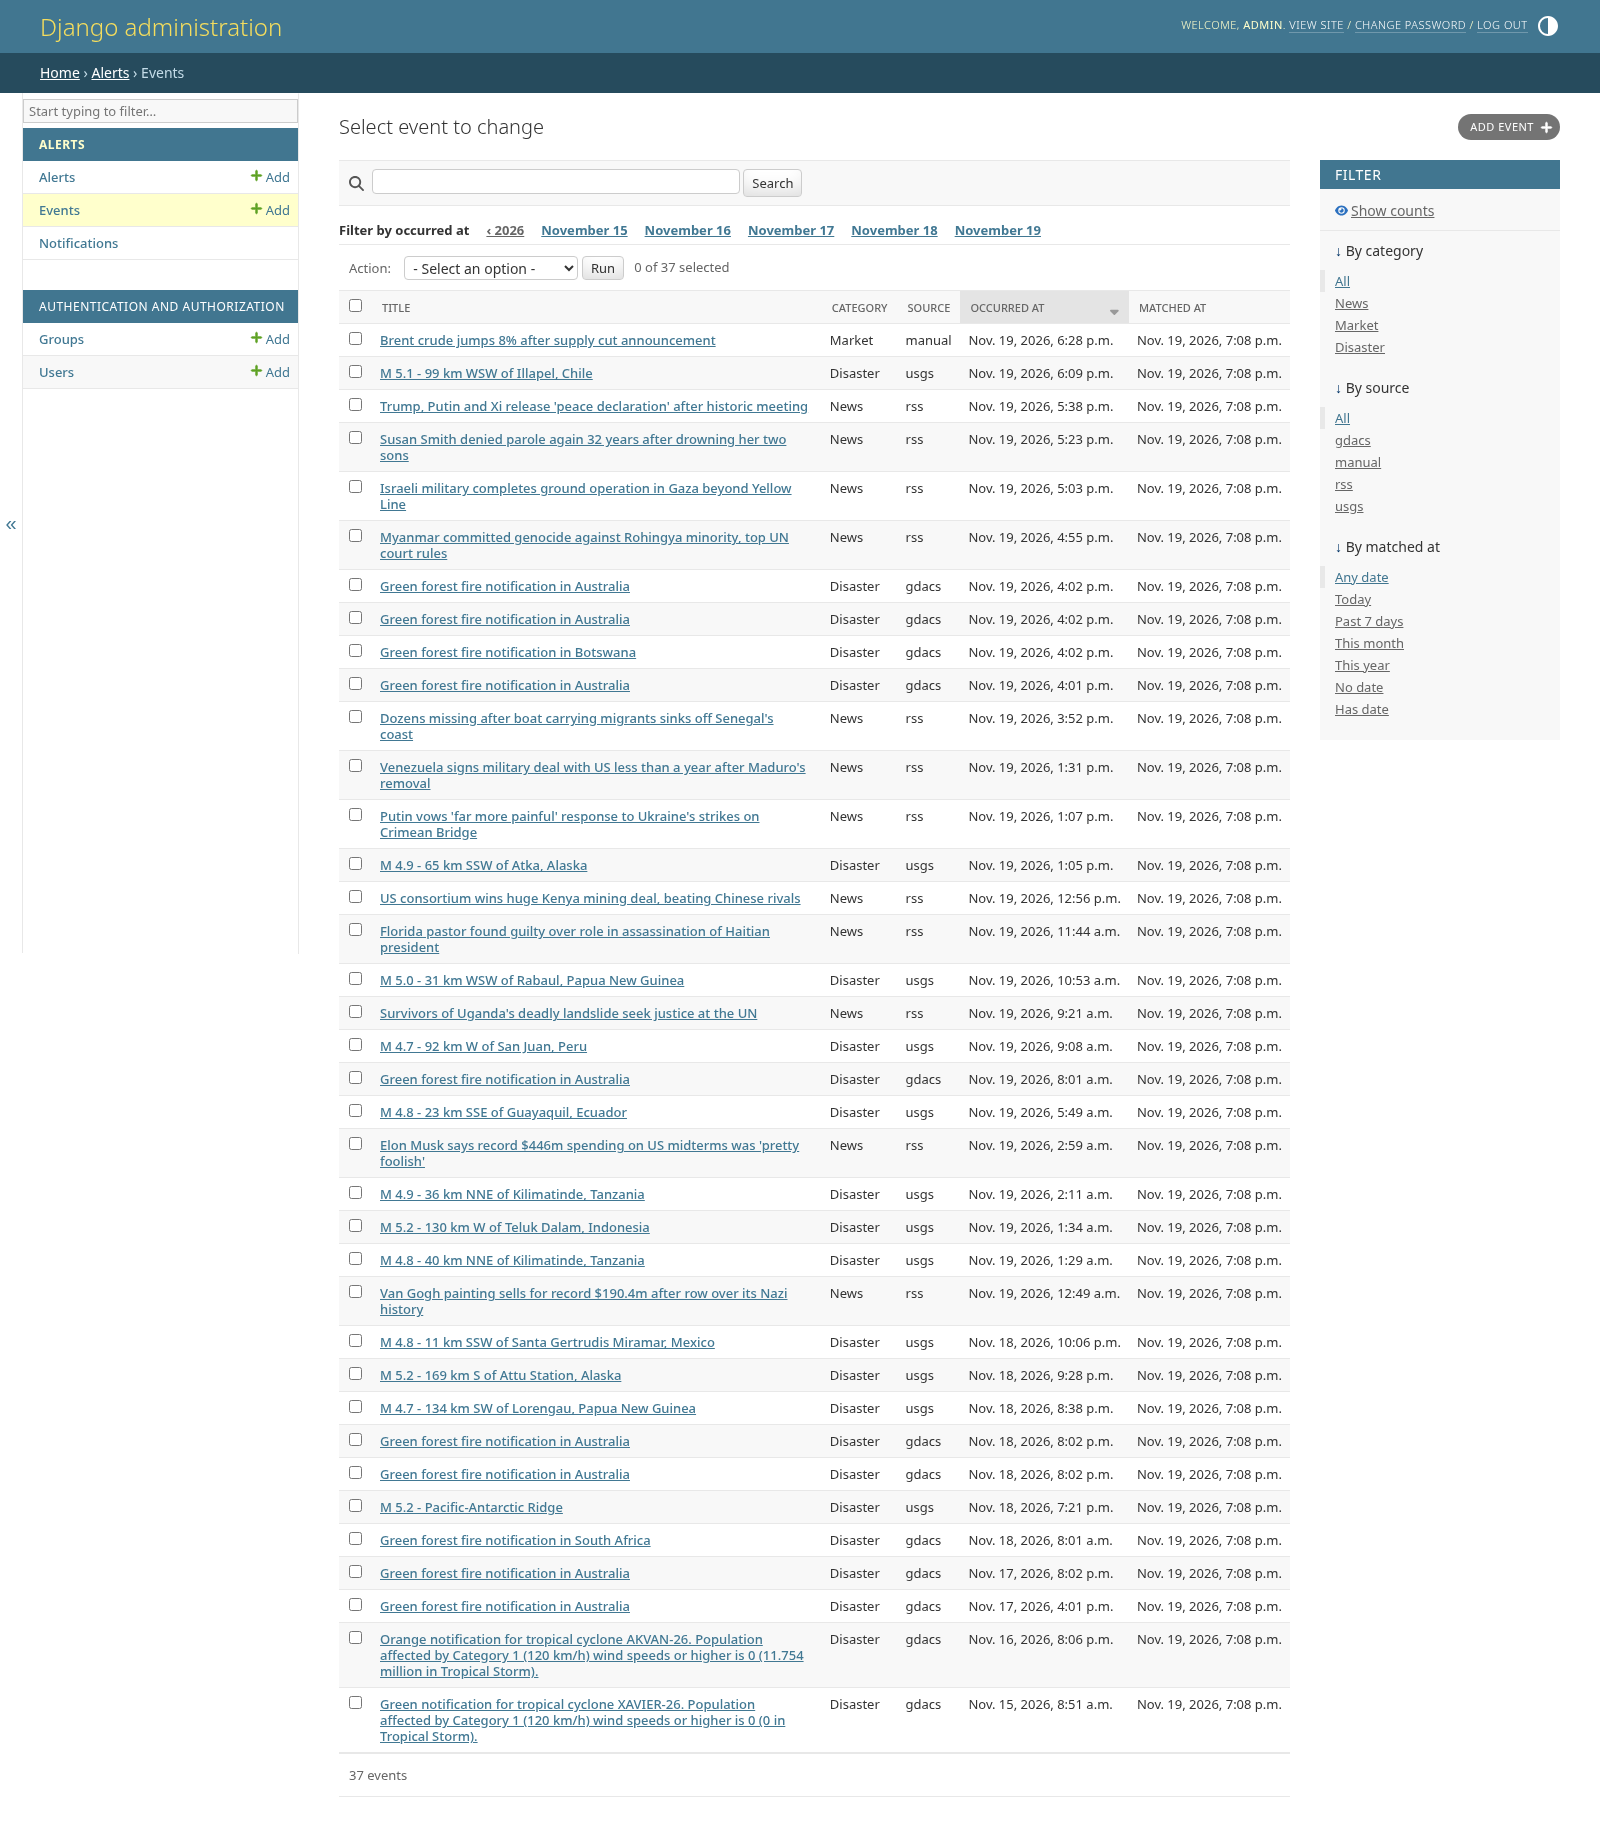 Django administration
WELCOME, ADMIN. VIEW SITE / CHANGE PASSWORD / LOG OUT
Home › Alerts › Events
Start typing to filter...
ALERTS
Alerts Add
Events Add
Notifications
AUTHENTICATION AND AUTHORIZATION
Groups Add
Users Add
«
Select event to change
ADD EVENT
Search
Filter by occurred at ‹ 2026 November 15 November 16 November 17 November 18 November 19
Action: - Select an option - Run 0 of 37 selected
TITLE CATEGORY SOURCE OCCURRED AT MATCHED AT
Brent crude jumps 8% after supply cut announcement Market manual Nov. 19, 2026, 6:28 p.m. Nov. 19, 2026, 7:08 p.m.
M 5.1 - 99 km WSW of Illapel, Chile Disaster usgs Nov. 19, 2026, 6:09 p.m. Nov. 19, 2026, 7:08 p.m.
Trump, Putin and Xi release 'peace declaration' after historic meeting News rss Nov. 19, 2026, 5:38 p.m. Nov. 19, 2026, 7:08 p.m.
Susan Smith denied parole again 32 years after drowning her two News rss Nov. 19, 2026, 5:23 p.m. Nov. 19, 2026, 7:08 p.m.
sons
Israeli military completes ground operation in Gaza beyond Yellow News rss Nov. 19, 2026, 5:03 p.m. Nov. 19, 2026, 7:08 p.m.
Line
Myanmar committed genocide against Rohingya minority, top UN News rss Nov. 19, 2026, 4:55 p.m. Nov. 19, 2026, 7:08 p.m.
court rules
Green forest fire notification in Australia Disaster gdacs Nov. 19, 2026, 4:02 p.m. Nov. 19, 2026, 7:08 p.m.
Green forest fire notification in Australia Disaster gdacs Nov. 19, 2026, 4:02 p.m. Nov. 19, 2026, 7:08 p.m.
Green forest fire notification in Botswana Disaster gdacs Nov. 19, 2026, 4:02 p.m. Nov. 19, 2026, 7:08 p.m.
Green forest fire notification in Australia Disaster gdacs Nov. 19, 2026, 4:01 p.m. Nov. 19, 2026, 7:08 p.m.
Dozens missing after boat carrying migrants sinks off Senegal's News rss Nov. 19, 2026, 3:52 p.m. Nov. 19, 2026, 7:08 p.m.
coast
Venezuela signs military deal with US less than a year after Maduro's News rss Nov. 19, 2026, 1:31 p.m. Nov. 19, 2026, 7:08 p.m.
removal
Putin vows 'far more painful' response to Ukraine's strikes on News rss Nov. 19, 2026, 1:07 p.m. Nov. 19, 2026, 7:08 p.m.
Crimean Bridge
M 4.9 - 65 km SSW of Atka, Alaska Disaster usgs Nov. 19, 2026, 1:05 p.m. Nov. 19, 2026, 7:08 p.m.
US consortium wins huge Kenya mining deal, beating Chinese rivals News rss Nov. 19, 2026, 12:56 p.m. Nov. 19, 2026, 7:08 p.m.
Florida pastor found guilty over role in assassination of Haitian News rss Nov. 19, 2026, 11:44 a.m. Nov. 19, 2026, 7:08 p.m.
president
M 5.0 - 31 km WSW of Rabaul, Papua New Guinea Disaster usgs Nov. 19, 2026, 10:53 a.m. Nov. 19, 2026, 7:08 p.m.
Survivors of Uganda's deadly landslide seek justice at the UN News rss Nov. 19, 2026, 9:21 a.m. Nov. 19, 2026, 7:08 p.m.
M 4.7 - 92 km W of San Juan, Peru Disaster usgs Nov. 19, 2026, 9:08 a.m. Nov. 19, 2026, 7:08 p.m.
Green forest fire notification in Australia Disaster gdacs Nov. 19, 2026, 8:01 a.m. Nov. 19, 2026, 7:08 p.m.
M 4.8 - 23 km SSE of Guayaquil, Ecuador Disaster usgs Nov. 19, 2026, 5:49 a.m. Nov. 19, 2026, 7:08 p.m.
Elon Musk says record $446m spending on US midterms was 'pretty News rss Nov. 19, 2026, 2:59 a.m. Nov. 19, 2026, 7:08 p.m.
foolish'
M 4.9 - 36 km NNE of Kilimatinde, Tanzania Disaster usgs Nov. 19, 2026, 2:11 a.m. Nov. 19, 2026, 7:08 p.m.
M 5.2 - 130 km W of Teluk Dalam, Indonesia Disaster usgs Nov. 19, 2026, 1:34 a.m. Nov. 19, 2026, 7:08 p.m.
M 4.8 - 40 km NNE of Kilimatinde, Tanzania Disaster usgs Nov. 19, 2026, 1:29 a.m. Nov. 19, 2026, 7:08 p.m.
Van Gogh painting sells for record $190.4m after row over its Nazi News rss Nov. 19, 2026, 12:49 a.m. Nov. 19, 2026, 7:08 p.m.
history
M 4.8 - 11 km SSW of Santa Gertrudis Miramar, Mexico Disaster usgs Nov. 18, 2026, 10:06 p.m. Nov. 19, 2026, 7:08 p.m.
M 5.2 - 169 km S of Attu Station, Alaska Disaster usgs Nov. 18, 2026, 9:28 p.m. Nov. 19, 2026, 7:08 p.m.
M 4.7 - 134 km SW of Lorengau, Papua New Guinea Disaster usgs Nov. 18, 2026, 8:38 p.m. Nov. 19, 2026, 7:08 p.m.
Green forest fire notification in Australia Disaster gdacs Nov. 18, 2026, 8:02 p.m. Nov. 19, 2026, 7:08 p.m.
Green forest fire notification in Australia Disaster gdacs Nov. 18, 2026, 8:02 p.m. Nov. 19, 2026, 7:08 p.m.
M 5.2 - Pacific-Antarctic Ridge Disaster usgs Nov. 18, 2026, 7:21 p.m. Nov. 19, 2026, 7:08 p.m.
Green forest fire notification in South Africa Disaster gdacs Nov. 18, 2026, 8:01 a.m. Nov. 19, 2026, 7:08 p.m.
Green forest fire notification in Australia Disaster gdacs Nov. 17, 2026, 8:02 p.m. Nov. 19, 2026, 7:08 p.m.
Green forest fire notification in Australia Disaster gdacs Nov. 17, 2026, 4:01 p.m. Nov. 19, 2026, 7:08 p.m.
Orange notification for tropical cyclone AKVAN-26. Population Disaster gdacs Nov. 16, 2026, 8:06 p.m. Nov. 19, 2026, 7:08 p.m.
affected by Category 1 (120 km/h) wind speeds or higher is 0 (11.754
million in Tropical Storm).
Green notification for tropical cyclone XAVIER-26. Population Disaster gdacs Nov. 15, 2026, 8:51 a.m. Nov. 19, 2026, 7:08 p.m.
affected by Category 1 (120 km/h) wind speeds or higher is 0 (0 in
Tropical Storm).
37 events
FILTER
Show counts
↓ By category
All
News
Market
Disaster
↓ By source
All
gdacs
manual
rss
usgs
↓ By matched at
Any date
Today
Past 7 days
This month
This year
No date
Has date